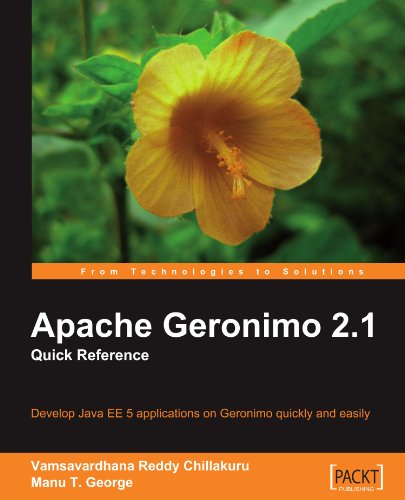 From Technologies to Solutions
Apache Geronimo 2.1
Quick Reference
Develop Java EE 5 applications on Geronimo quickly and easily
Vamsavardhana Reddy Chillakuru
Manu T. George
PACKT
PUBLISHING